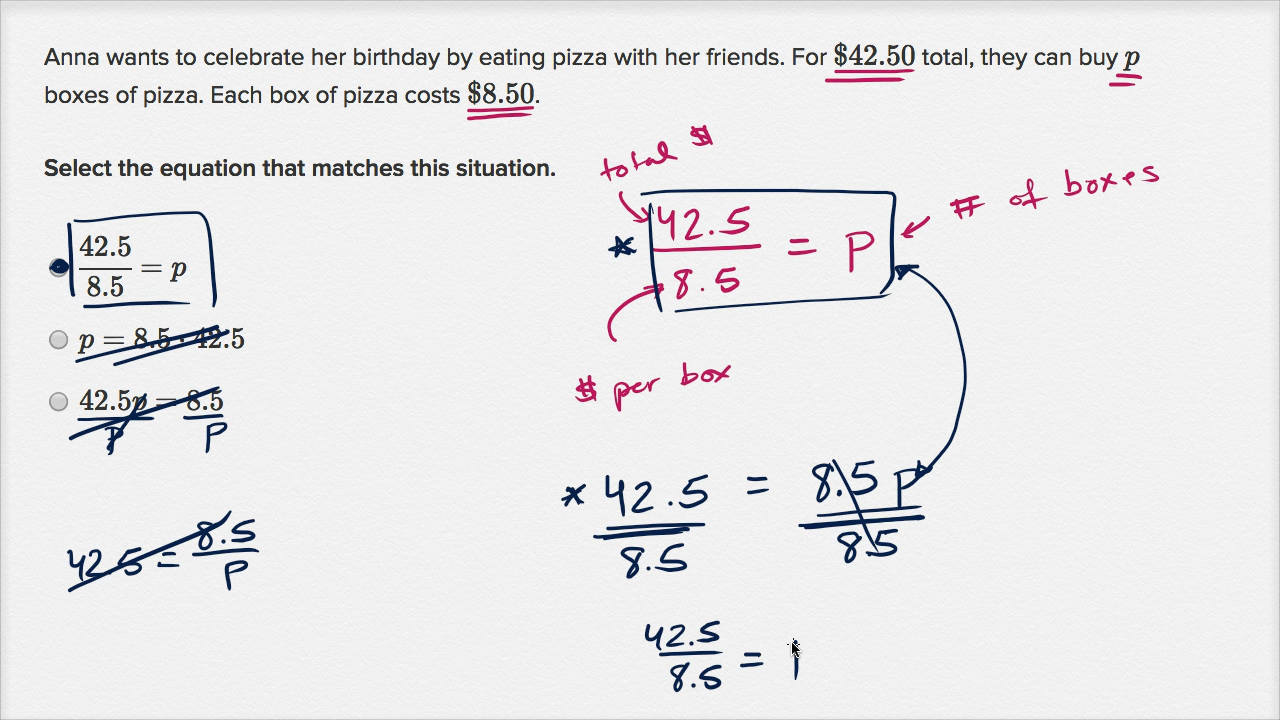 Anna wants to celebrate her birthday by eating pizza with her friends. For $42.50 total, they can buy p
boxes of pizza. Each box of pizza costs $8.50.
Select the equation that matches this situation.
total $
42.5
8.5
= p
* 42.5
8.5
= P
# of boxes
p = 8.5 · 42.5
$ per box
42.5p = 8.5
P
P
* 42.5 = 8.5 P
8.5
8.5
42.5 = 8.5
P
42.5
8.5
=